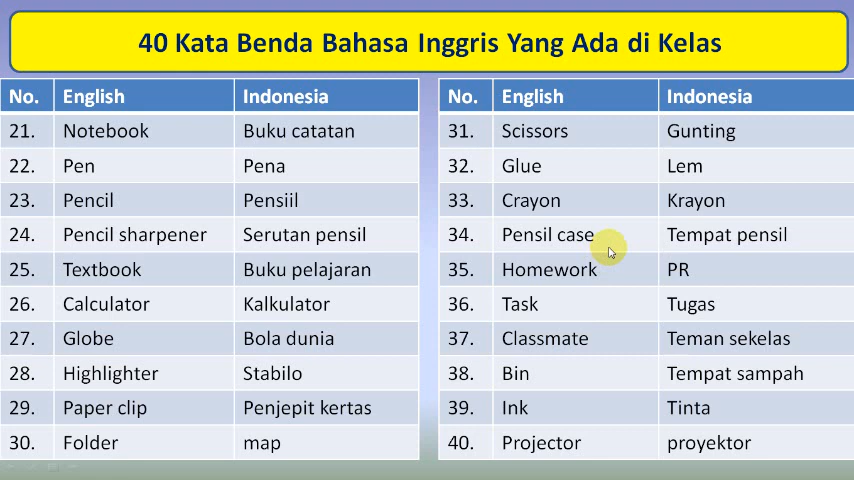 40 Kata Benda Bahasa Inggris Yang Ada di Kelas
No. English Indonesia
21. Notebook Buku catatan
22. Pen Pena
23. Pencil Pensiil
24. Pencil sharpener Serutan pensil
25. Textbook Buku pelajaran
26. Calculator Kalkulator
27. Globe Bola dunia
28. Highlighter Stabilo
29. Paper clip Penjepit kertas
30. Folder map
No. English Indonesia
31. Scissors Gunting
32. Glue Lem
33. Crayon Krayon
34. Pensil case Tempat pensil
35. Homework PR
36. Task Tugas
37. Classmate Teman sekelas
38. Bin Tempat sampah
39. Ink Tinta
40. Projector proyektor